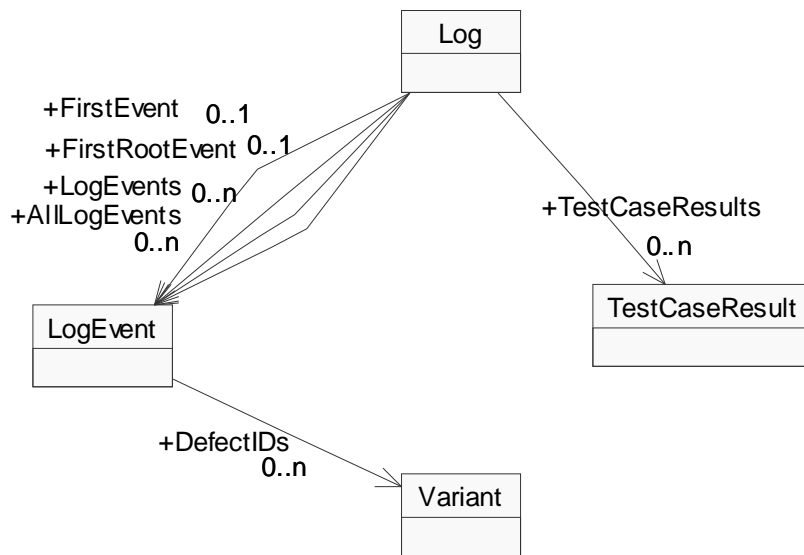 Log
+FirstEvent 0..1
+FirstRootEvent 0..1
+LogEvents 0..n
+AllLogEvents
0..n
+TestCaseResults
0..n
LogEvent
TestCaseResult
+DefectIDs
0..n
Variant